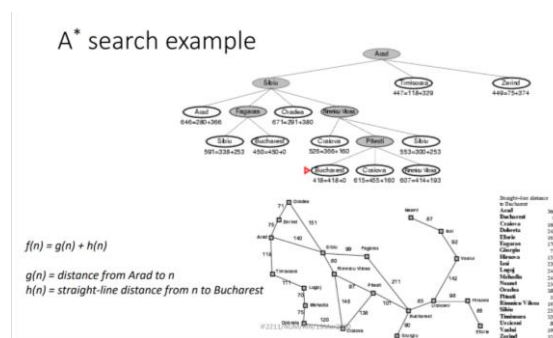 A* search example
Arad
Sibiu
Timisoara
Zerind
447=118+329
449=75+374
Arad
Fagaras
Oradea
Rimnicu Vilcea
646=280+366
671=291+380
Sibiu
Bucharest
Craiova
Pitesti
Sibiu
591=338+253
450=450+0
526=366+160
553=300+253
Bucharest
Craiova
Rimnicu Vilcea
418=418+0
615=455+160
607=414+193
f(n) = g(n) + h(n)
g(n) = distance from Arad to n
h(n) = straight-line distance from n to Bucharest
Oradea
71
Neamt
87
Zerind
75
151
Iasi
Arad
140
92
Sibiu
99
Fagaras
118
80
Vaslui
Timisoara
Rimnicu Vilcea
111
Lugoj
97
Pitesti
211
142
70
Mehadia
146
101
85
98
Hirsova
75
138
Bucharest
86
120
90
Craiova
Giurgiu
Eforie
Straight-line distance
to Bucharest
Arad
Bucharest
Craiova
Eforie
Fagaras
Giurgiu
Hirsova
Iasi
Lugoj
Mehadia
Neamt
Oradea
Pitesti
Rimnicu Vilcea
Sibiu
Timisoara
Urziceni
Vaslui
Zerind